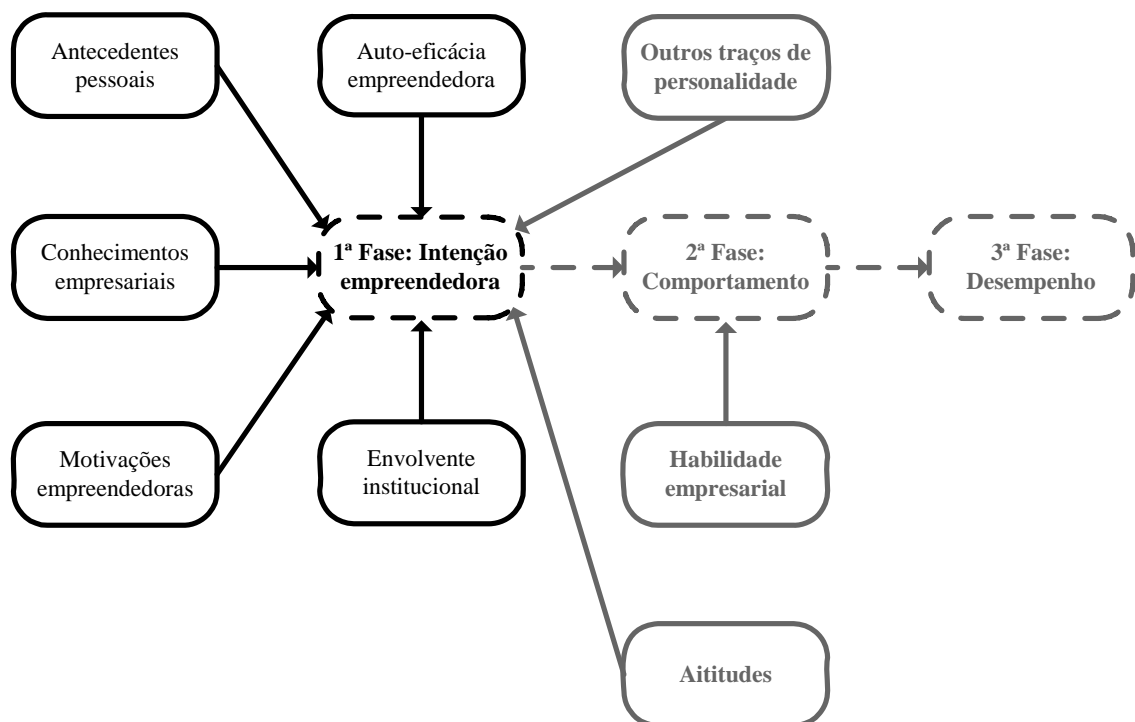 Antecedentes
pessoais
Auto-eficácia
empreendedora
Outros traços de
personalidade
Conhecimentos
empresariais
1ª Fase: Intenção
empreendedora
2ª Fase:
Comportamento
3ª Fase:
Desempenho
Motivações
empreendedoras
Envolvente
institucional
Habilidade
empresarial
Aititudes